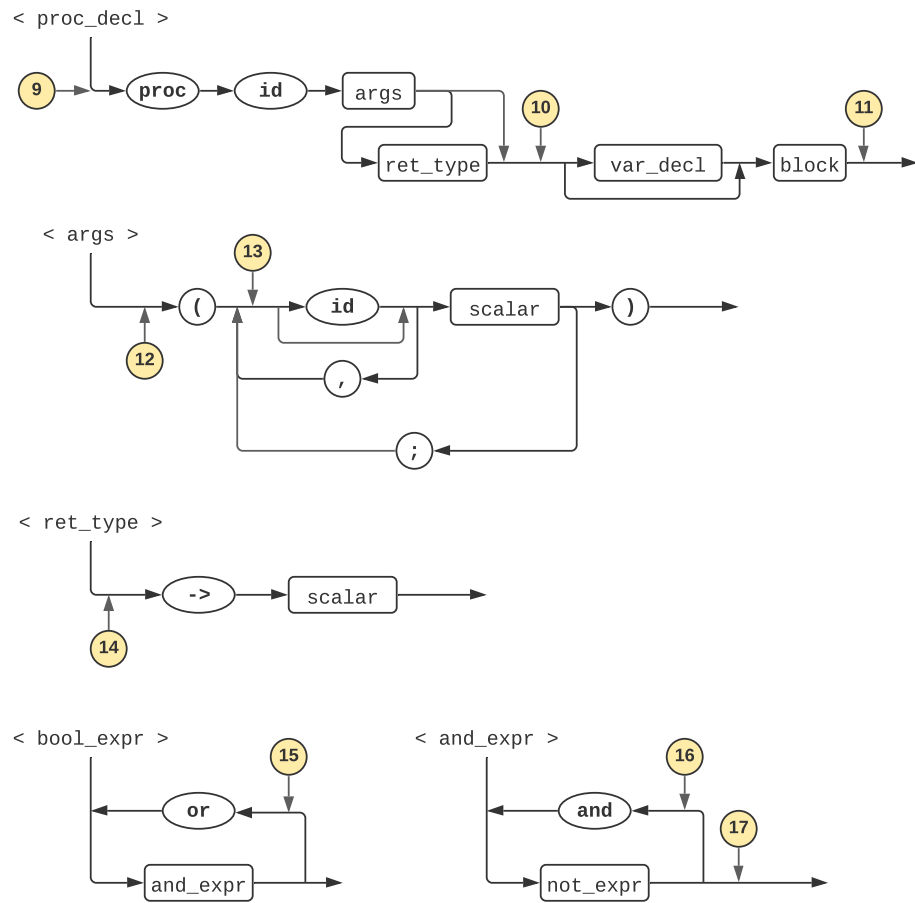 < proc_decl >
9 proc id args 10 11
ret_type var_decl block
< args > 13
( id scalar )
12 ,
;
< ret_type >
-> scalar
14
< bool_expr > < and_expr >
15 16
or and 17
and_expr not_expr